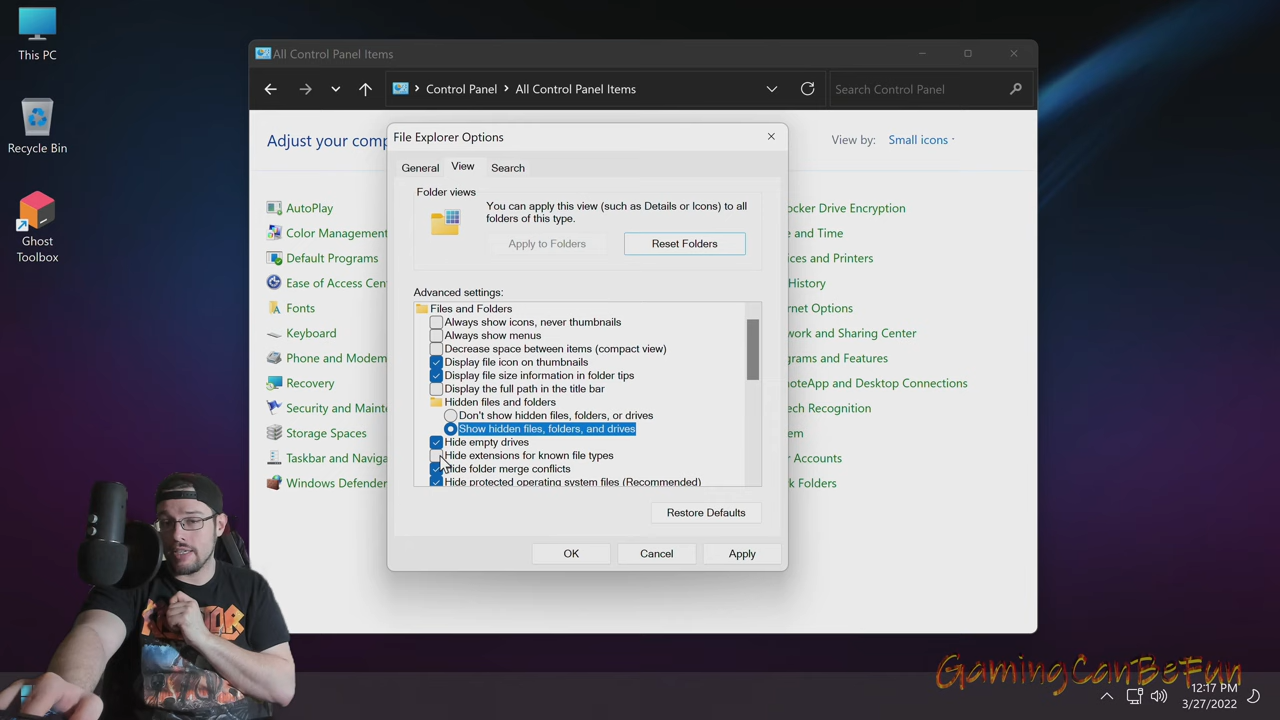 This PC
Recycle Bin
Ghost
Toolbox
All Control Panel Items
Control Panel
All Control Panel Items
Search Control Panel
Adjust your comp
View by:
Small icons
AutoPlay
Color Management
Default Programs
Ease of Access Cen
Fonts
Keyboard
Phone and Modem
Recovery
Security and Maint
Storage Spaces
Taskbar and Naviga
Windows Defender
File Explorer Options
General
View
Search
Folder views
You can apply this view (such as Details or Icons) to all
folders of this type.
Apply to Folders
Reset Folders
Advanced settings:
Files and Folders
Always show icons, never thumbnails
Always show menus
Decrease space between items (compact view)
Display file icon on thumbnails
Display file size information in folder tips
Display the full path in the title bar
Hidden files and folders
Don't show hidden files, folders, or drives
Show hidden files, folders, and drives
Hide empty drives
Hide extensions for known file types
Hide folder merge conflicts
Hide protected operating system files (Recommended)
Restore Defaults
OK
Cancel
Apply
ocker Drive Encryption
e and Time
ices and Printers
History
rnet Options
work and Sharing Center
grams and Features
moteApp and Desktop Connections
ch Recognition
em
r Accounts
k Folders
GamingCanBeFun
12:17 PM
3/27/2022